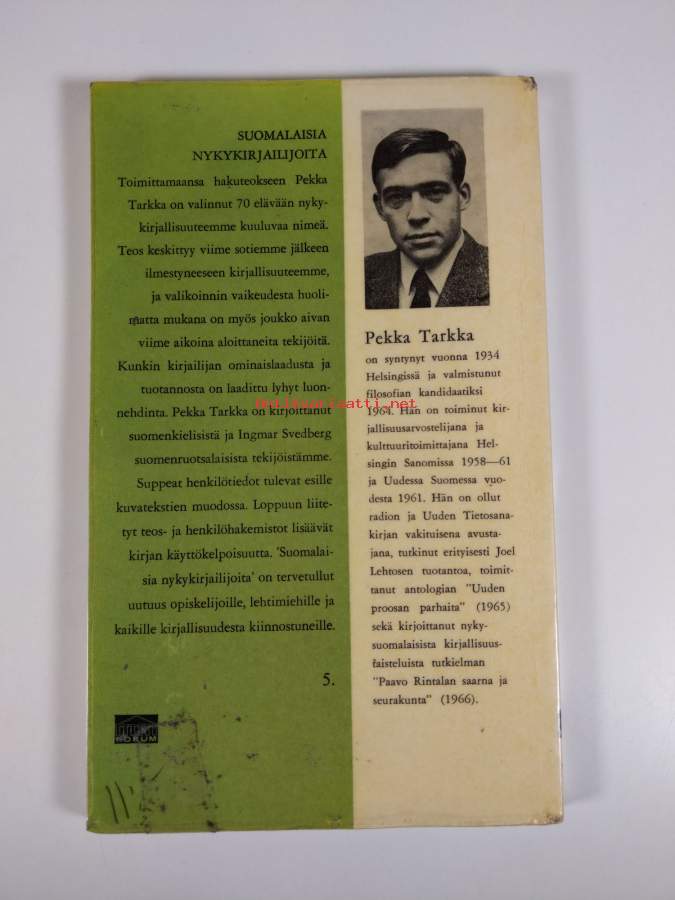 SUOMALAISIA
NYKYKIRJAILIJOITA
Toimittamaansa hakuteokseen Pekka
Tarkka on valinnut 70 elävään nyky-
kirjallisuuteemme kuuluvaa nimeä.
Teos keskittyy viime sotiemme jälkeen
ilmestyneeseen kirjallisuuteemme,
ja valikoinnin vaikeudesta huoli-
matta mukana on myös joukko aivan
viime aikoina aloittaneita tekijöitä.
Kunkin kirjailijan ominaislaadusta ja
tuotannosta on laadittu lyhyt luon-
nehdinta. Pekka Tarkka on kirjoittanut
suomenkielisistä ja Ingmar Svedberg
suomenruotsalaisista tekijöistämme.
Suppeat henkilötiedot tulevat esille
kuvatekstien muodossa. Loppuun liite-
tyt teos- ja henkilöhakemistot lisäävät
kirjan käyttökelpoisuutta. 'Suomalai-
sia nykykirjailijoita' on tervetullut
uutuus opiskelijoille, lehtimiehille ja
kaikille kirjallisuudesta kiinnostuneille.
5.
FORUM
11
Pekka Tarkka
on syntynyt vuonna 1934
Helsingissä ja valmistunut
filosofian kandidaatiksi
1964. Hän on toiminut kir-
jallisuusarvostelijana ja
kulttuuritoimittajana Hel-
singin Sanomissa 1958—61
ja Uudessa Suomessa vuo-
desta 1961. Hän on ollut
radion ja Uuden Tietosana-
kirjan vakituisena avusta-
jana, tutkinut erityisesti Joel
Lehtosen tuotantoa, toimit-
tanut antologian "Uuden
proosan parhaita" (1965)
sekä kirjoittanut nyky-
suomalaisista kirjallisuus-
taisteluista tutkielman
"Paavo Rintalan saarna ja
seurakunta" (1966).
antikvariaatti.net